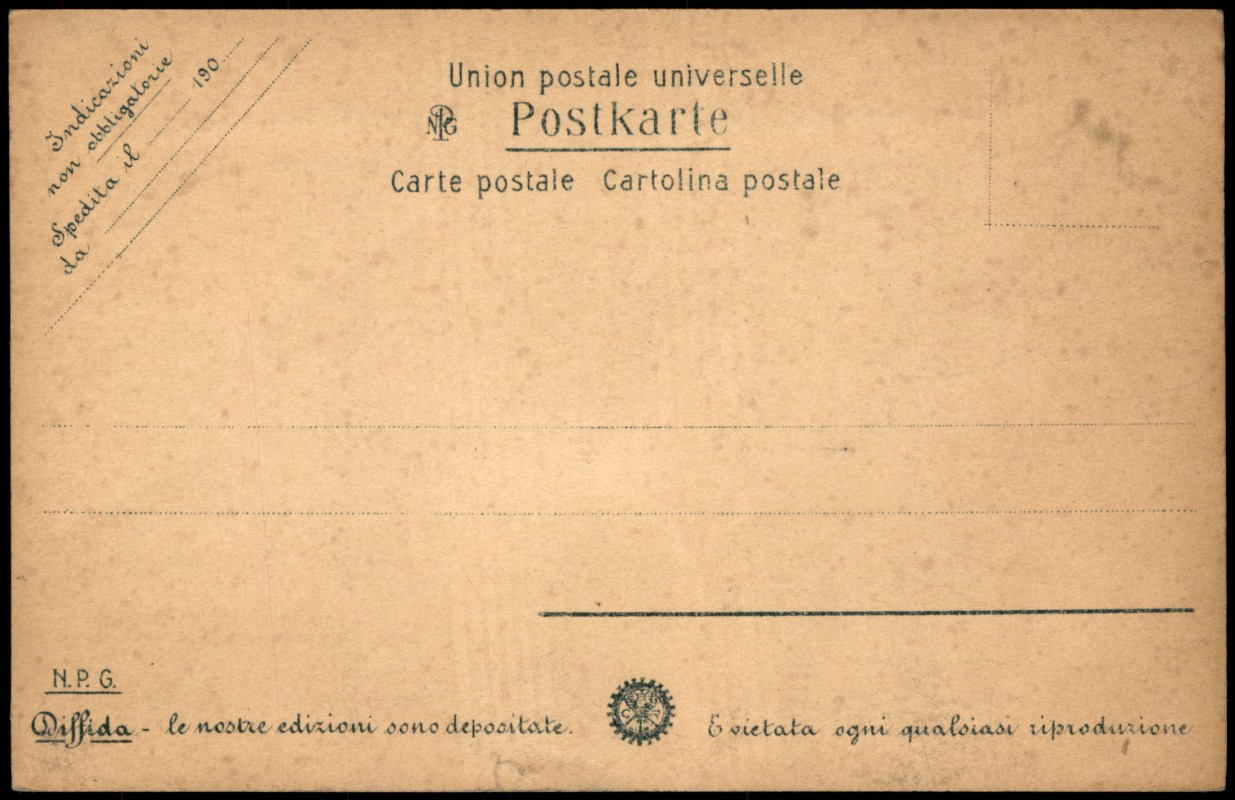 Indicazioni
non obbligatorie
Spedita il 190
da
Union postale universelle
NPG Postkarte
Carte postale Cartolina postale
N.P.G.
Diffida - le nostre edizioni sono depositate. E vietata ogni qualsiasi riproduzione